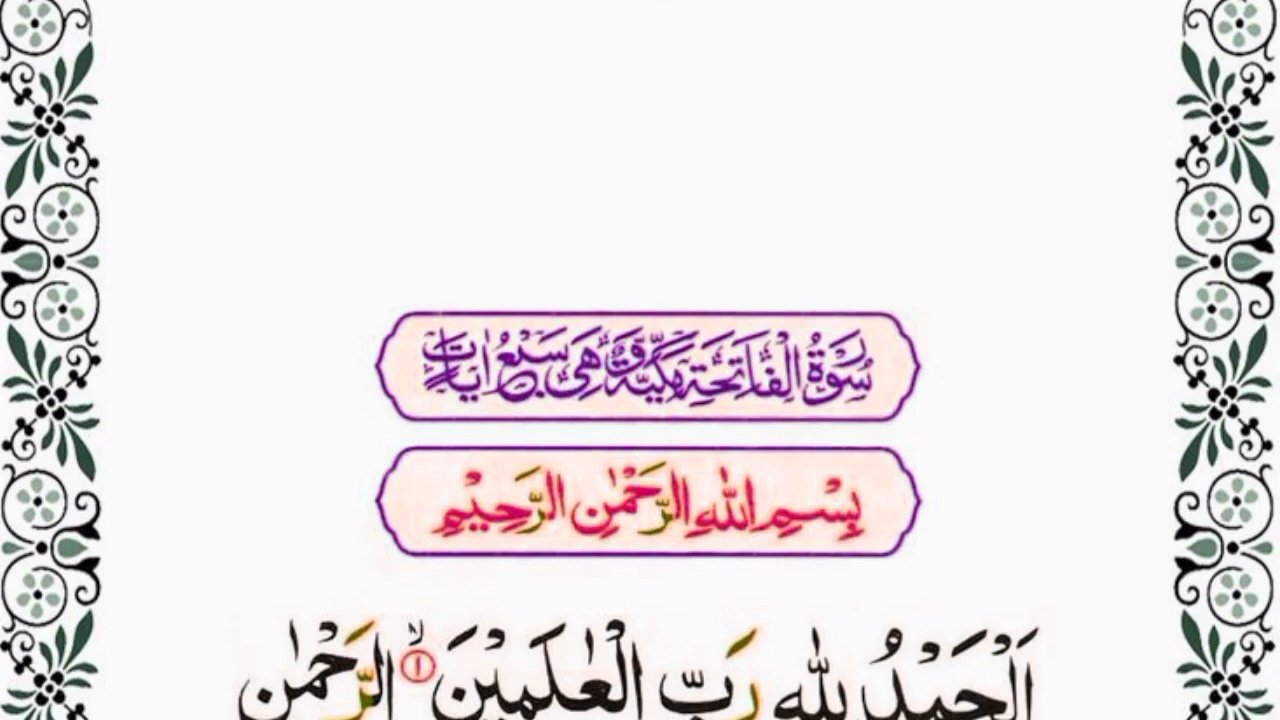 سُوْرَةُ الْفَاتِحَةِ مَكِّيَّةٌ وَّهِىَ سَبْعُ اٰيَاتٍ
بِسْمِ اللّٰهِ الرَّحْمٰنِ الرَّحِيْمِ
اَلْحَمْدُ لِلّٰهِ رَبِّ الْعٰلَمِيْنَ ۙ ١ الرَّحْمٰنِ